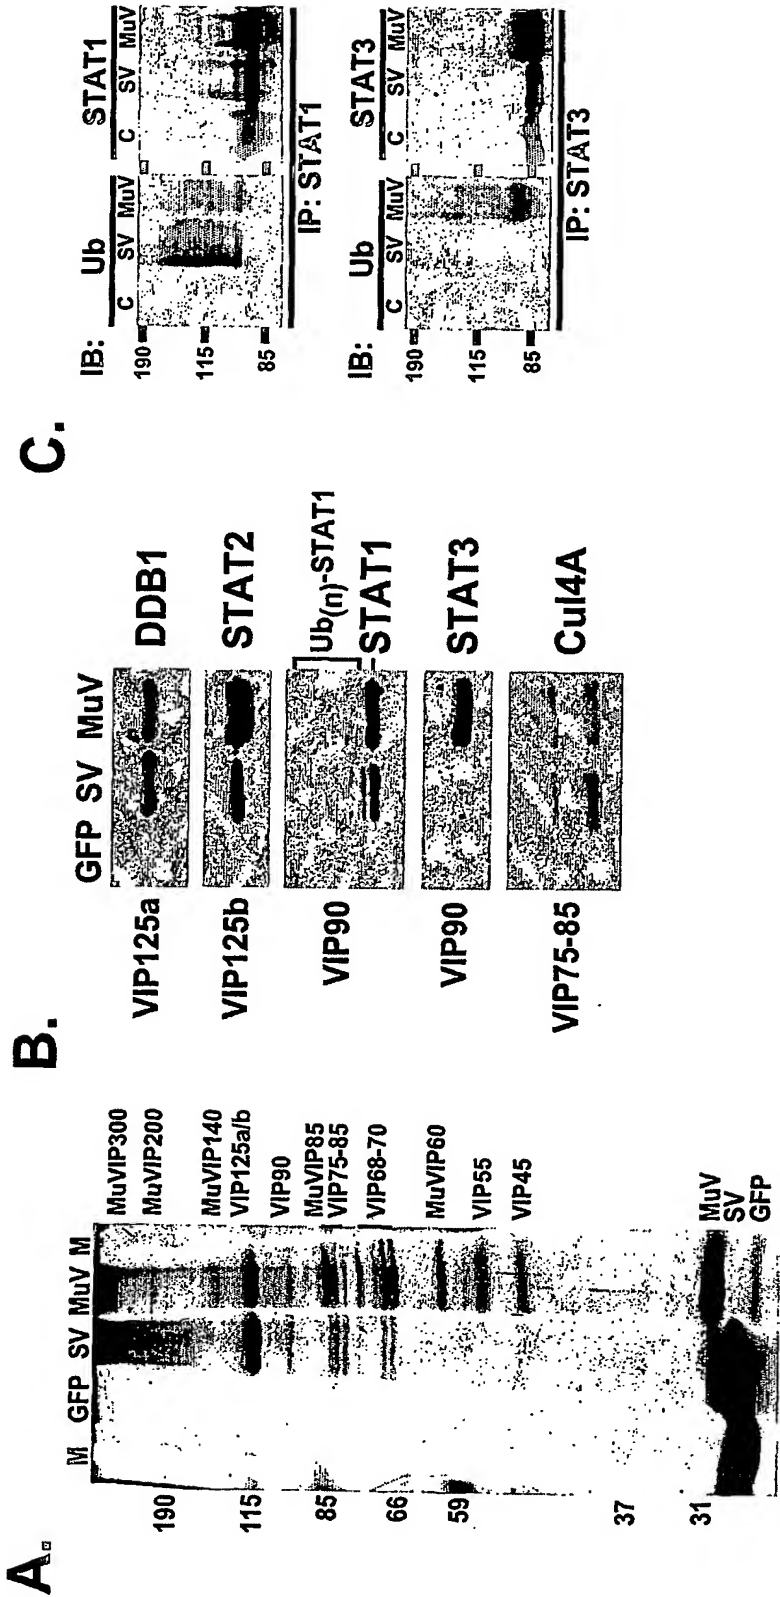 A.
M GFP SV MuV M
190
115
85
66
59
37
31
MuVIP300
MuVIP200
MuVIP140
VIP125a/b
VIP90
MuVIP85
VIP75-85
VIP68-70
MuVIP60
VIP55
VIP45
MuV
SV
GFP
B.
GFP SV MuV
VIP125a DDB1
VIP125b STAT2
VIP90 Ub(n)-STAT1
STAT1
VIP90 STAT3
VIP75-85 Cul4A
C.
IB: Ub STAT1
C SV MuV C SV MuV
190
115
85
IP: STAT1
IB: Ub STAT3
C SV MuV C SV MuV
190
115
85
IP: STAT3